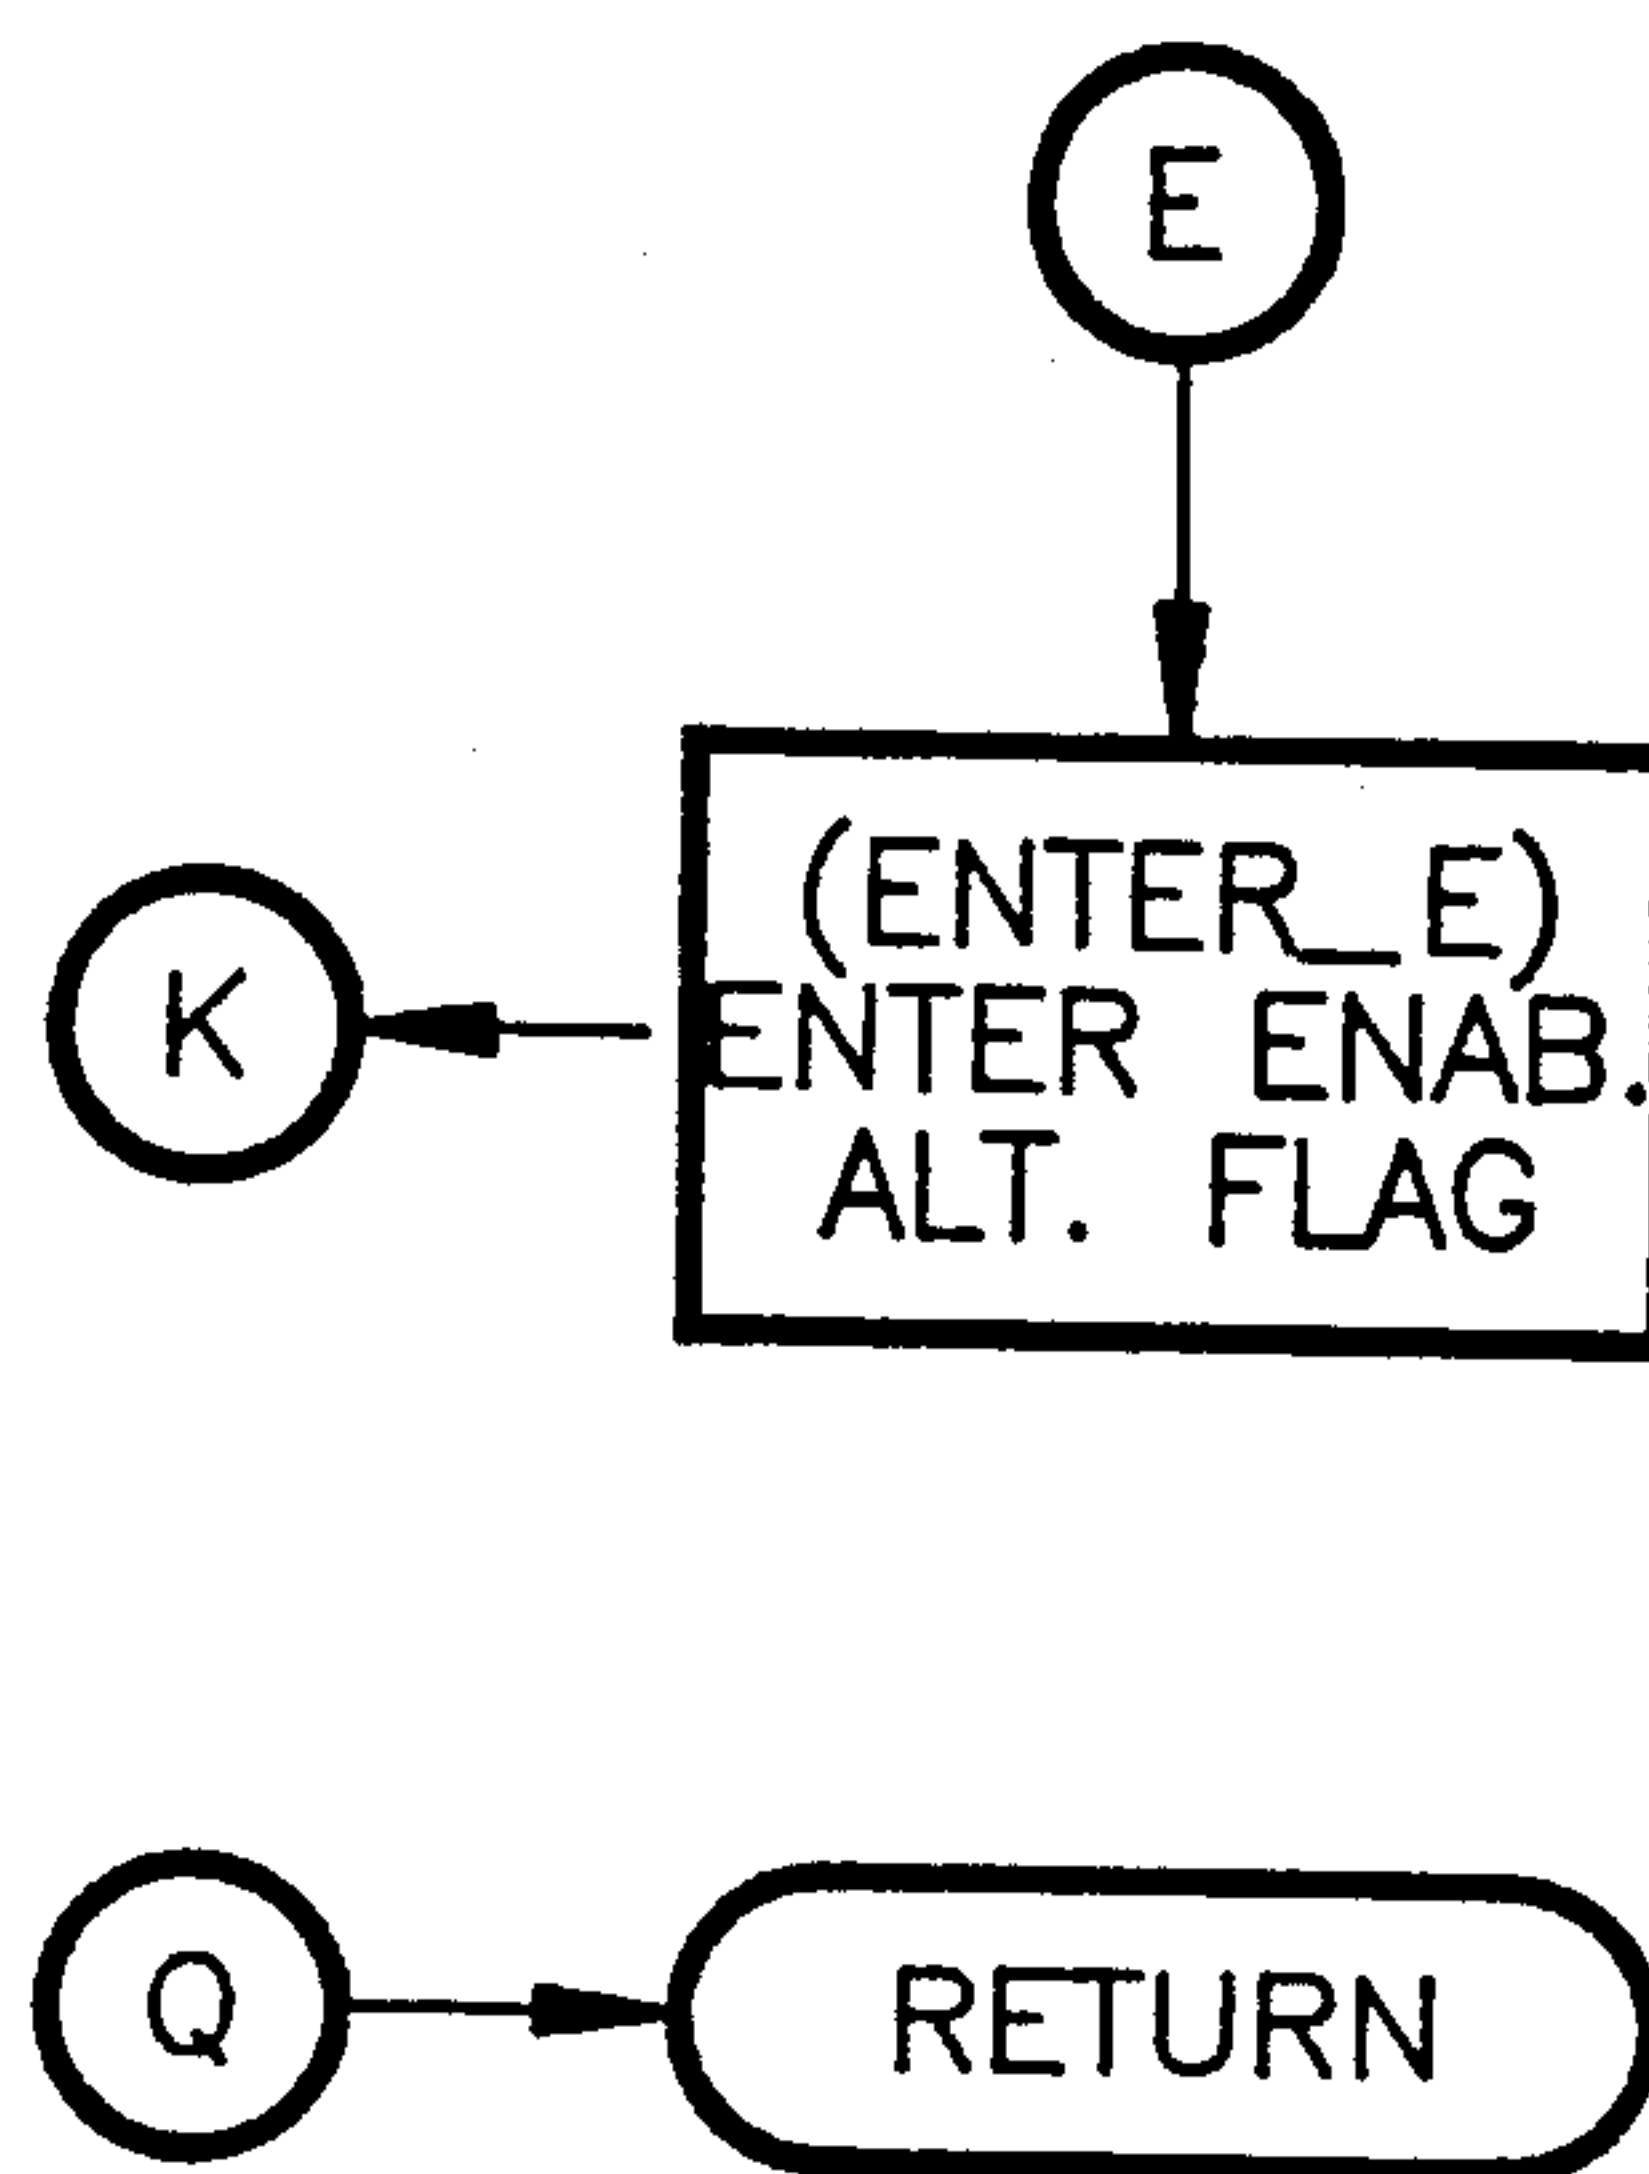 E
(ENTER_E)
K
ENTER ENAB.
ALT. FLAG
Q
RETURN